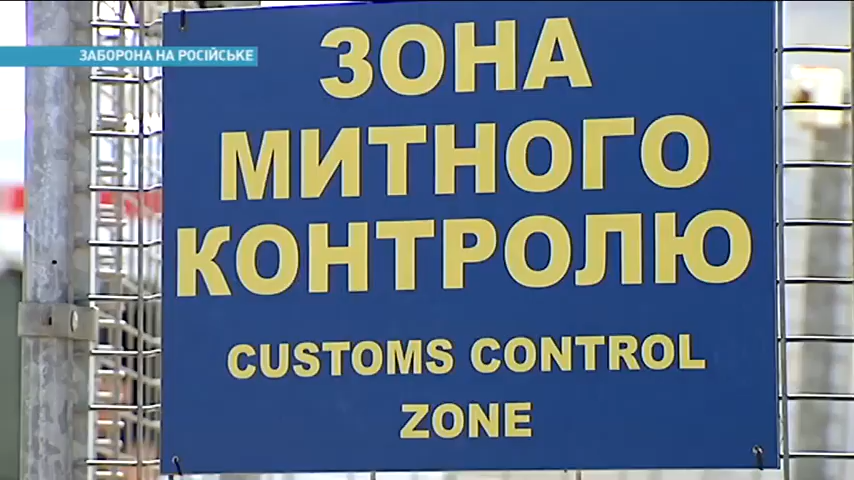 ЗАБОРОНА НА РОСІЙСЬКЕ
ЗОНА
МИТНОГО
КОНТРОЛЮ
CUSTOMS CONTROL
ZONE